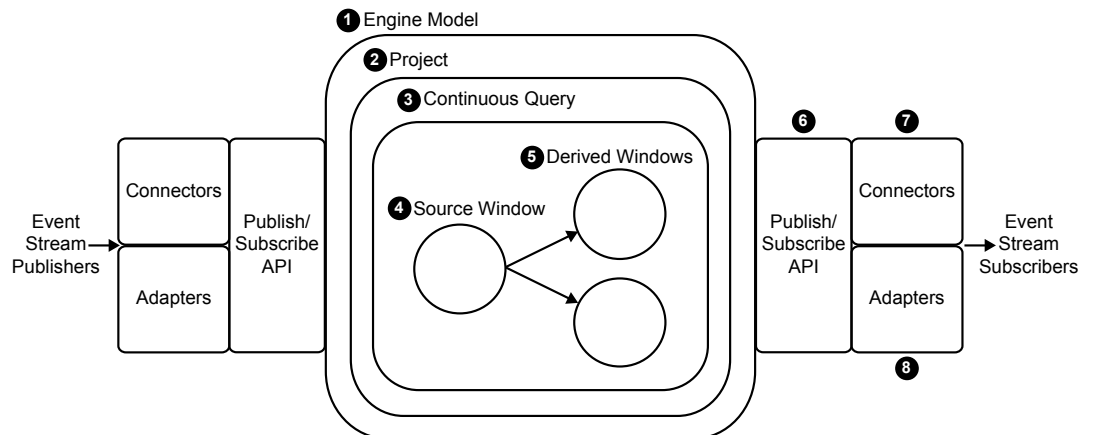 1 Engine Model
2 Project
3 Continuous Query
6
7
5 Derived Windows
Connectors
Connectors
4 Source Window
Event
Stream
Publishers
Publish/
Subscribe
API
Publish/
Subscribe
API
Event
Stream
Subscribers
Adapters
Adapters
8